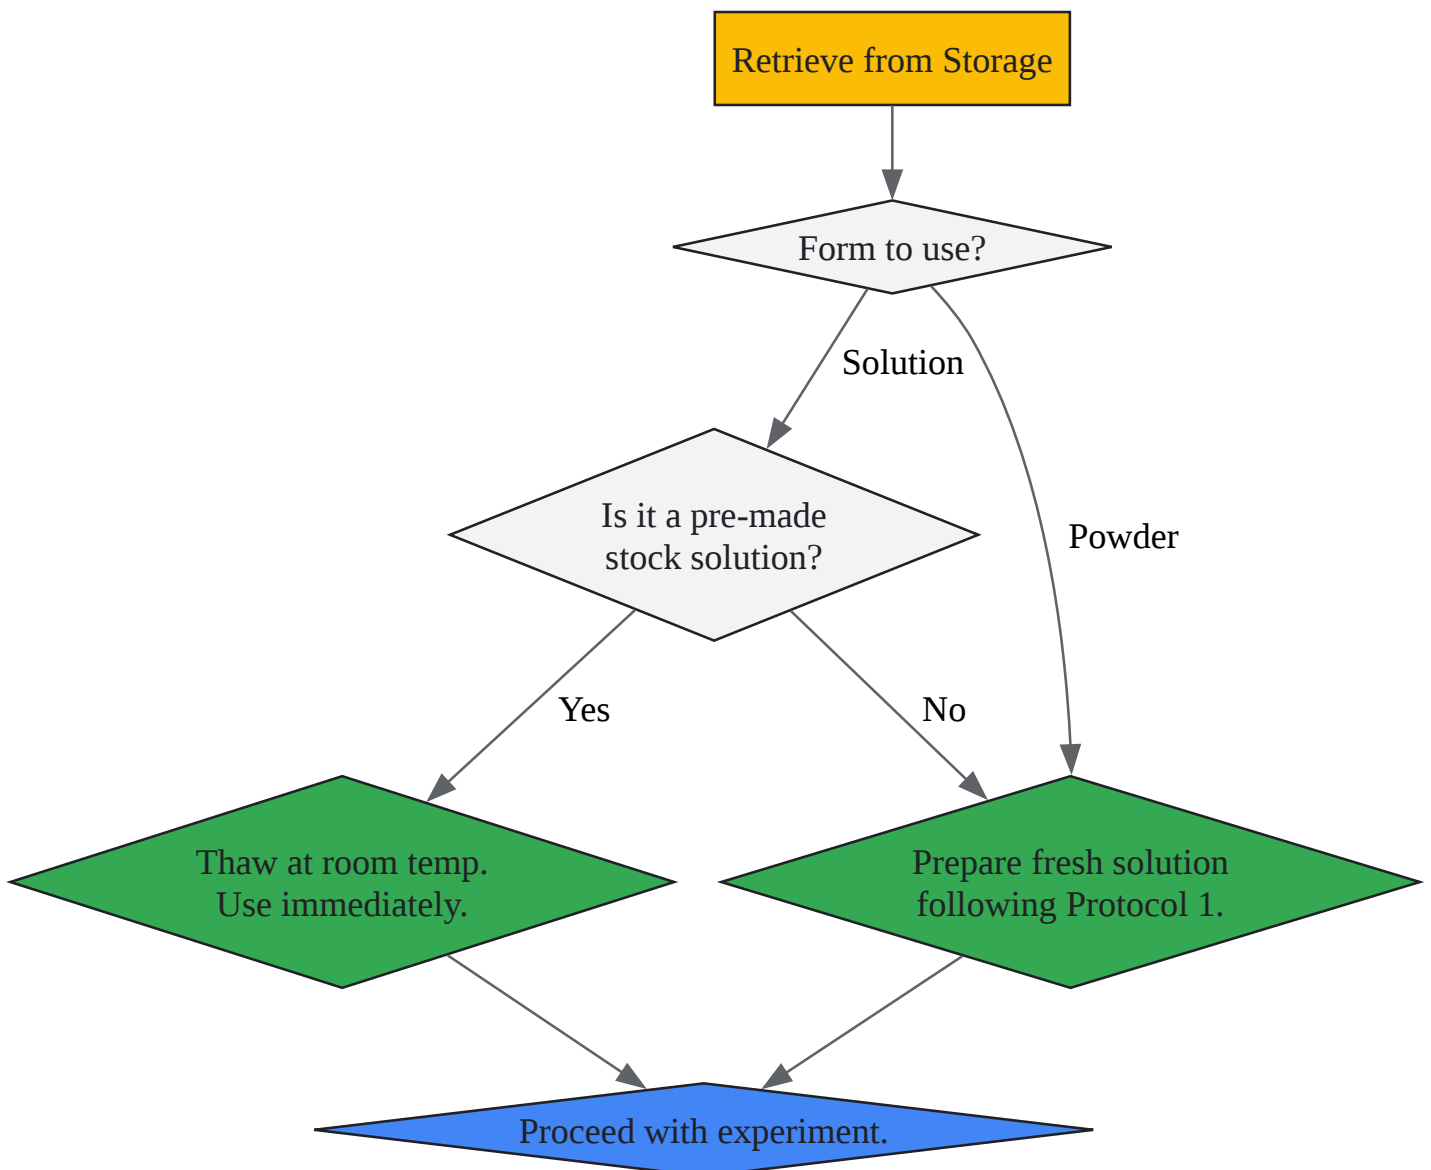 Retrieve from Storage
Form to use?
Solution
Is it a pre-made
stock solution?
Powder
Yes
No
Thaw at room temp.
Use immediately.
Prepare fresh solution
following Protocol 1.
Proceed with experiment.